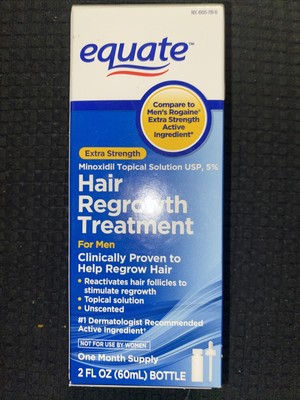 equate™
Compare to
Men's Rogaine®
Extra Strength
Active
Ingredient*
Extra Strength
Minoxidil Topical Solution USP, 5%
Hair
Regrowth
Treatment
For Men
Clinically Proven to
Help Regrow Hair
• Reactivates hair follicles to
stimulate regrowth
• Topical solution
• Unscented
#1 Dermatologist Recommended
Active Ingredient†
NOT FOR USE BY WOMEN
One Month Supply
2 FL OZ (60mL) BOTTLE